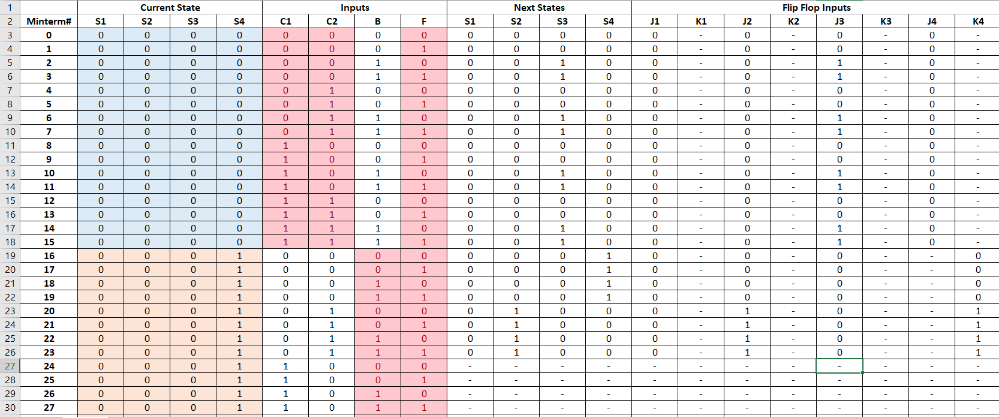 1 Current State Inputs Next States Flip Flop Inputs
2 Minterm# S1 S2 S3 S4 C1 C2 B F S1 S2 S3 S4 J1 K1 J2 K2 J3 K3 J4 K4
3 0 0 0 0 0 0 0 0 0 0 0 0 0 0 - 0 - 0 - 0 -
4 1 0 0 0 0 0 0 0 1 0 0 0 0 0 - 0 - 0 - 0 -
5 2 0 0 0 0 0 0 1 0 0 0 1 0 0 - 0 - 1 - 0 -
6 3 0 0 0 0 0 0 1 1 0 0 1 0 0 - 0 - 1 - 0 -
7 4 0 0 0 0 0 1 0 0 0 0 0 0 0 - 0 - 0 - 0 -
8 5 0 0 0 0 0 1 0 1 0 0 0 0 0 - 0 - 0 - 0 -
9 6 0 0 0 0 0 1 1 0 0 0 1 0 0 - 0 - 1 - 0 -
10 7 0 0 0 0 0 1 1 1 0 0 1 0 0 - 0 - 1 - 0 -
11 8 0 0 0 0 1 0 0 0 0 0 0 0 0 - 0 - 0 - 0 -
12 9 0 0 0 0 1 0 0 1 0 0 0 0 0 - 0 - 0 - 0 -
13 10 0 0 0 0 1 0 1 0 0 0 1 0 0 - 0 - 1 - 0 -
14 11 0 0 0 0 1 0 1 1 0 0 1 0 0 - 0 - 1 - 0 -
15 12 0 0 0 0 1 1 0 0 0 0 0 0 0 - 0 - 0 - 0 -
16 13 0 0 0 0 1 1 0 1 0 0 0 0 0 - 0 - 0 - 0 -
17 14 0 0 0 0 1 1 1 0 0 0 1 0 0 - 0 - 1 - 0 -
18 15 0 0 0 0 1 1 1 1 0 0 1 0 0 - 0 - 1 - 0 -
19 16 0 0 0 1 0 0 0 0 0 0 0 1 0 - 0 - 0 - - 0
20 17 0 0 0 1 0 0 0 1 0 0 0 1 0 - 0 - 0 - - 0
21 18 0 0 0 1 0 0 1 0 0 0 0 1 0 - 0 - 0 - - 0
22 19 0 0 0 1 0 0 1 1 0 0 0 1 0 - 0 - 0 - - 0
23 20 0 0 0 1 0 1 0 0 0 1 0 0 0 - 1 - 0 - - 1
24 21 0 0 0 1 0 1 0 1 0 1 0 0 0 - 1 - 0 - - 1
25 22 0 0 0 1 0 1 1 0 0 1 0 0 0 - 1 - 0 - - 1
26 23 0 0 0 1 0 1 1 1 0 1 0 0 0 - 1 - 0 - - 1
27 24 0 0 0 1 1 0 0 0 - - - - - - - - - - - -
28 25 0 0 0 1 1 0 0 1 - - - - - - - - - - - -
29 26 0 0 0 1 1 0 1 0 - - - - - - - - - - - -
30 27 0 0 0 1 1 0 1 1 - - - - - - - - - - - -